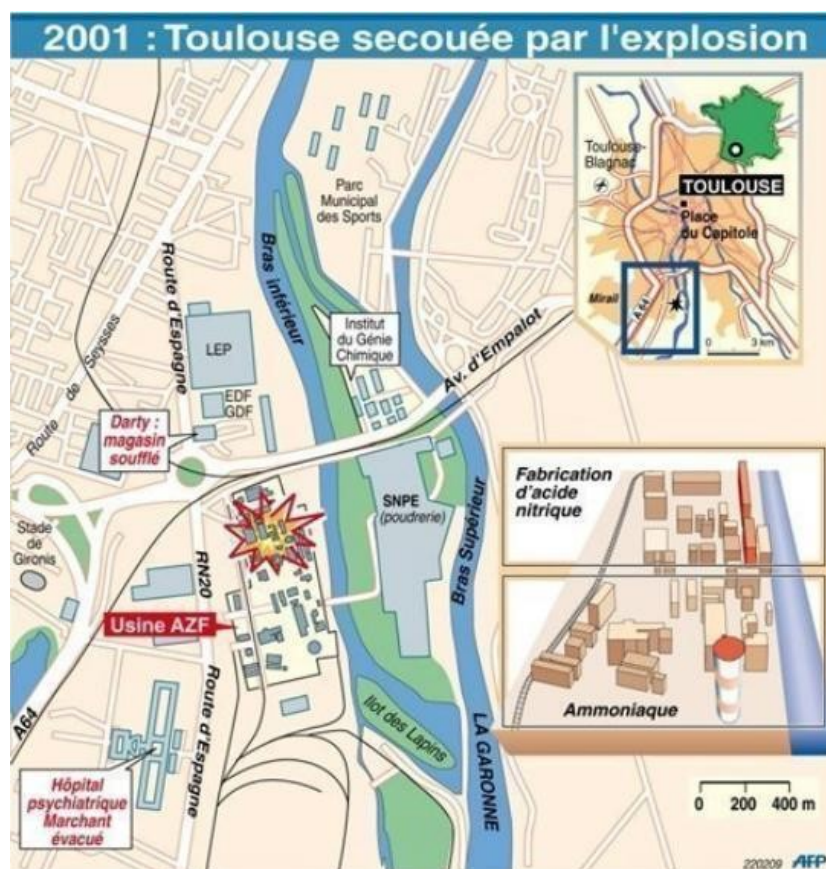 2001 : Toulouse secouée par l'explosion
Toulouse-
Blagnac
TOULOUSE
Place
du Capitole
Mirail
A 64
0 3 km
Parc
Municipal
des Sports
Bras inférieur
Route d'Espagne
Route de Seysses
LEP
Institut
du Génie
Chimique
Av. d'Empalot
EDF
GDF
Darty :
magasin
soufflé
SNPE
(poudrerie)
Bras Supérieur
Stade
de
Gironis
RN20
Usine AZF
A64
Route d'Espagne
Ilot des Lapins
LA GARONNE
Hôpital
psychiatrique
Marchant
évacué
Fabrication
d'acide
nitrique
Ammoniaque
0 200 400 m
220209 AFP